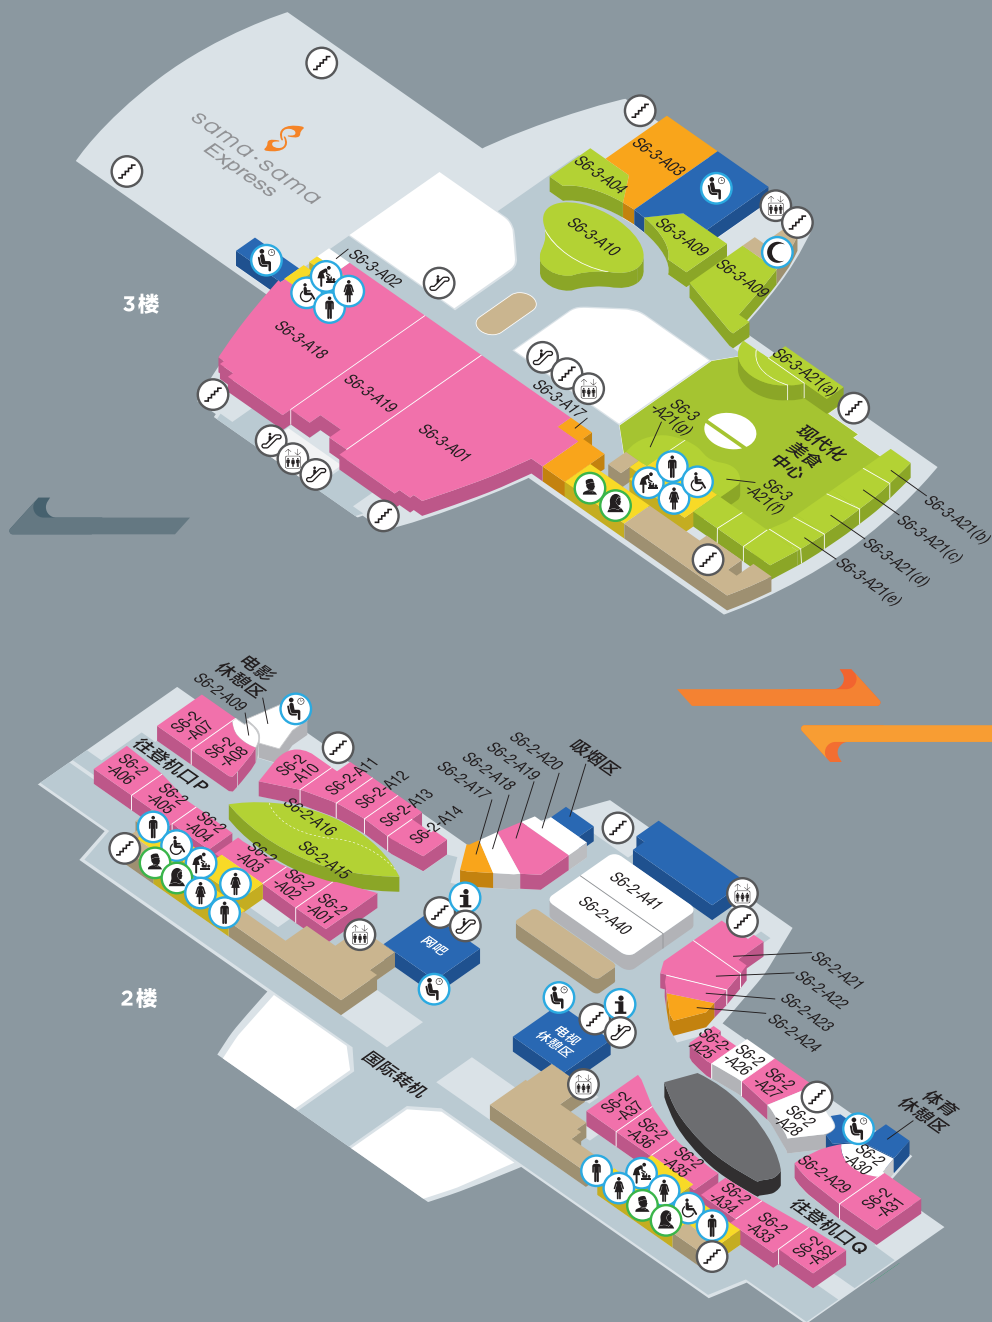 sama·sama
Express
S6-3-A03
S6-3-A04
S6-3-A10
S6-3-A09
S6-3-A09
S6-3-A02
3楼
S6-3-A18
S6-3-A19
S6-3-A01
S6-3-A17
S6-3-A21(a)
S6-3
-A21(g)
现代化
美食
中心
S6-3
-A21(f)
S6-3-A21(b)
S6-3-A21(c)
S6-3-A21(d)
S6-3-A21(e)
电影
休憩区
S6-2-A09
S6-2
-A07
S6-2
-A08
往登机口P
S6-2
-A06
S6-2
-A05
S6-2
-A04
S6-2
-A03
S6-2
-A02
S6-2
-A01
S6-2
-A10
S6-2-A11
S6-2-A12
S6-2-A13
S6-2-A14
S6-2-A16
S6-2-A15
S6-2-A17
S6-2-A18
S6-2-A19
S6-2-A20
吸烟区
S6-2-A41
S6-2-A40
网吧
2楼
电视
休憩区
国际转机
S6-2-A21
S6-2-A22
S6-2-A23
S6-2-A24
S6-2-
A25
S6-2
-A26
S6-2
-A27
S6-2
-A28
体育
休憩区
S6-2
-A30
S6-2-A29
S6-2
-A31
往登机口Q
S6-2
-A37
S6-2
-A36
S6-2
-A35
S6-2
-A34
S6-2
-A33
S6-2
-A32